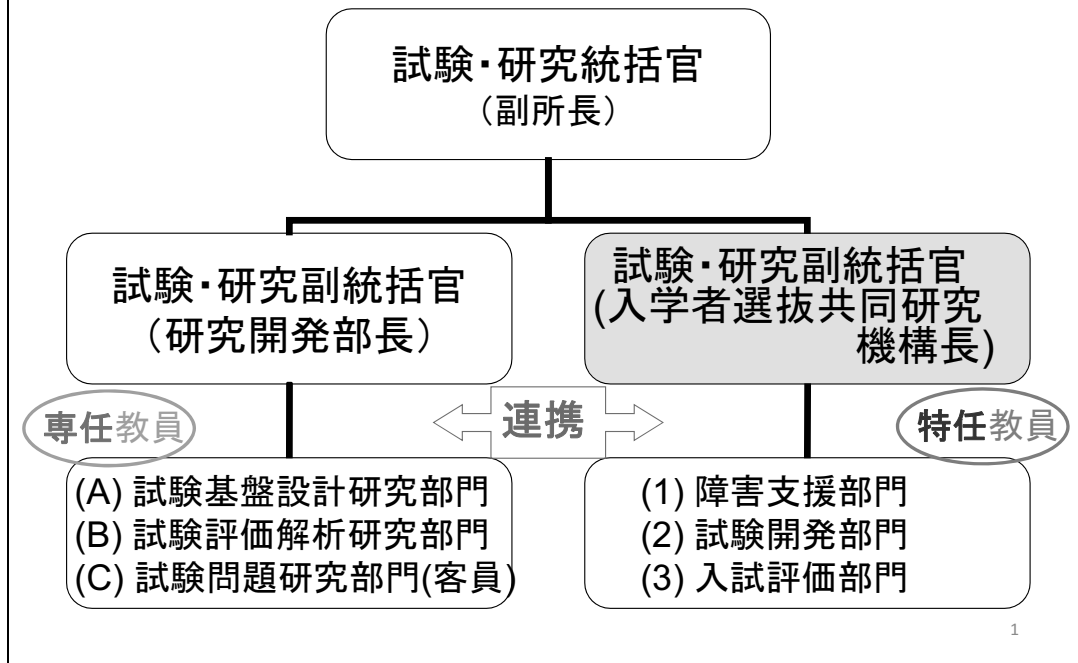 試験・研究統括官
（副所長）
試験・研究副統括官
（研究開発部長）
試験・研究副統括官
(入学者選抜共同研究
機構長)
専任教員
連携
特任教員
(A) 試験基盤設計研究部門
(B) 試験評価解析研究部門
(C) 試験問題研究部門(客員)
(1) 障害支援部門
(2) 試験開発部門
(3) 入試評価部門
1